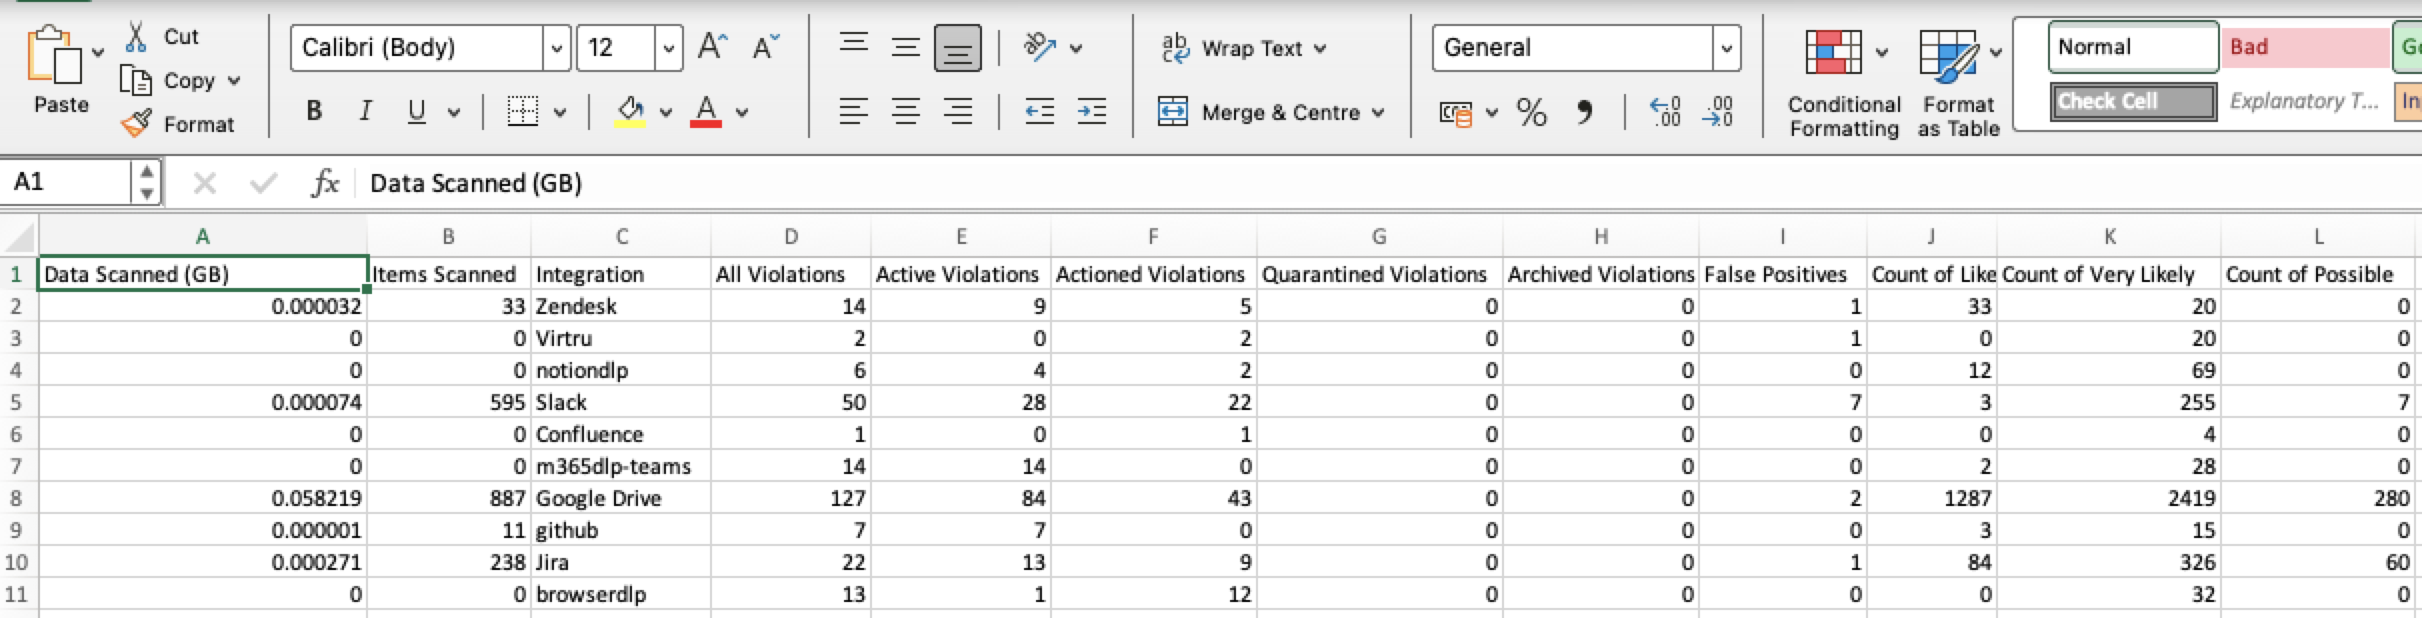 Paste
Cut
Copy
Format
Calibri (Body)
12
B I U
Wrap Text
Merge & Centre
General
Conditional Formatting
Format as Table
Normal
Bad
Check Cell
Explanatory T...
A1
fx
Data Scanned (GB)
A B C D E F G H I J K L
1 Data Scanned (GB) Items Scanned Integration All Violations Active Violations Actioned Violations Quarantined Violations Archived Violations False Positives Count of Like Count of Very Likely Count of Possible
2 0.000032 33 Zendesk 14 9 5 0 0 1 33 20 0
3 0 0 Virtru 2 0 2 0 0 1 0 20 0
4 0 0 notiondlp 6 4 2 0 0 0 12 69 0
5 0.000074 595 Slack 50 28 22 0 0 7 3 255 7
6 0 0 Confluence 1 0 1 0 0 0 0 4 0
7 0 0 m365dlp-teams 14 14 0 0 0 0 2 28 0
8 0.058219 887 Google Drive 127 84 43 0 0 2 1287 2419 280
9 0.000001 11 github 7 7 0 0 0 0 3 15 0
10 0.000271 238 Jira 22 13 9 0 0 1 84 326 60
11 0 0 browserdlp 13 1 12 0 0 0 0 32 0